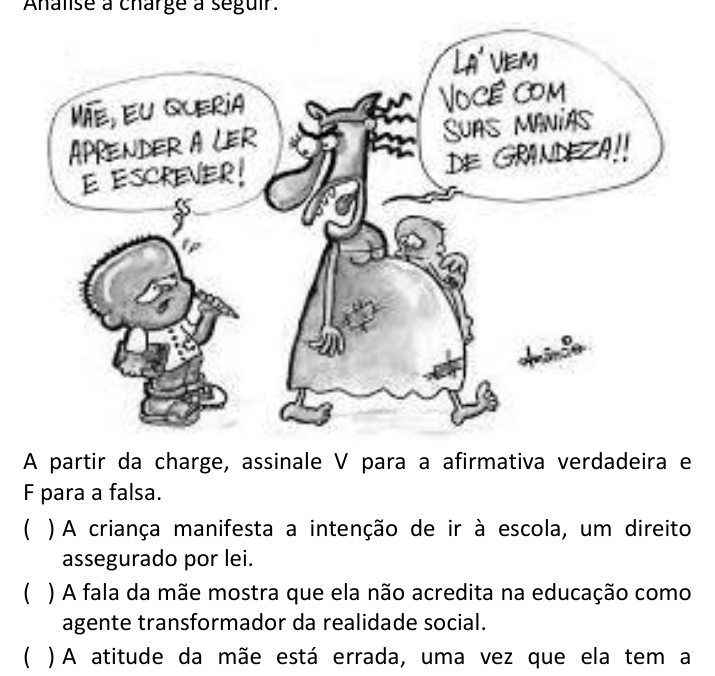 Analise a charge a seguir.
MÃE, EU QUERIA
APRENDER A LER
E ESCREVER!
LA' VEM
VOCÊ COM
SUAS MANIAS
DE GRANDEZA!!
A partir da charge, assinale V para a afirmativa verdadeira e
F para a falsa.
( ) A criança manifesta a intenção de ir à escola, um direito
assegurado por lei.
( ) A fala da mãe mostra que ela não acredita na educação como
agente transformador da realidade social.
( ) A atitude da mãe está errada, uma vez que ela tem a